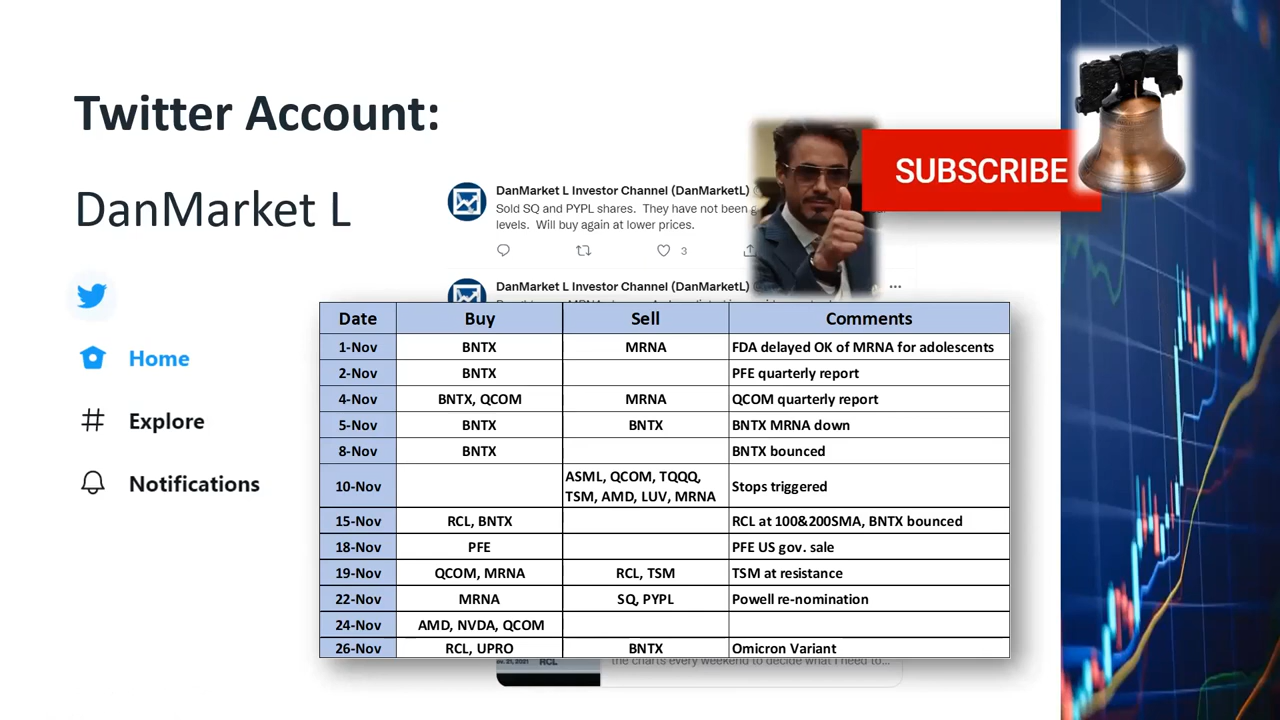 Twitter Account:
DanMarket L
Home
Explore
Notifications
DanMarket L Investor Channel (DanMarketL)
Sold SQ and PYPL shares. They have not been
levels. Will buy again at lower prices.
3
DanMarket L Investor Channel (DanMarketL)
SUBSCRIBE
Date Buy Sell Comments
1-Nov BNTX MRNA FDA delayed OK of MRNA for adolescents
2-Nov BNTX PFE quarterly report
4-Nov BNTX, QCOM MRNA QCOM quarterly report
5-Nov BNTX BNTX BNTX MRNA down
8-Nov BNTX BNTX bounced
10-Nov ASML, QCOM, TQQQ, Stops triggered
TSM, AMD, LUV, MRNA
15-Nov RCL, BNTX RCL at 100&200SMA, BNTX bounced
18-Nov PFE PFE US gov. sale
19-Nov QCOM, MRNA RCL, TSM TSM at resistance
22-Nov MRNA SQ, PYPL Powell re-nomination
24-Nov AMD, NVDA, QCOM
26-Nov RCL, UPRO BNTX Omicron Variant
RCL
the charts every weekend to decide what I need to...